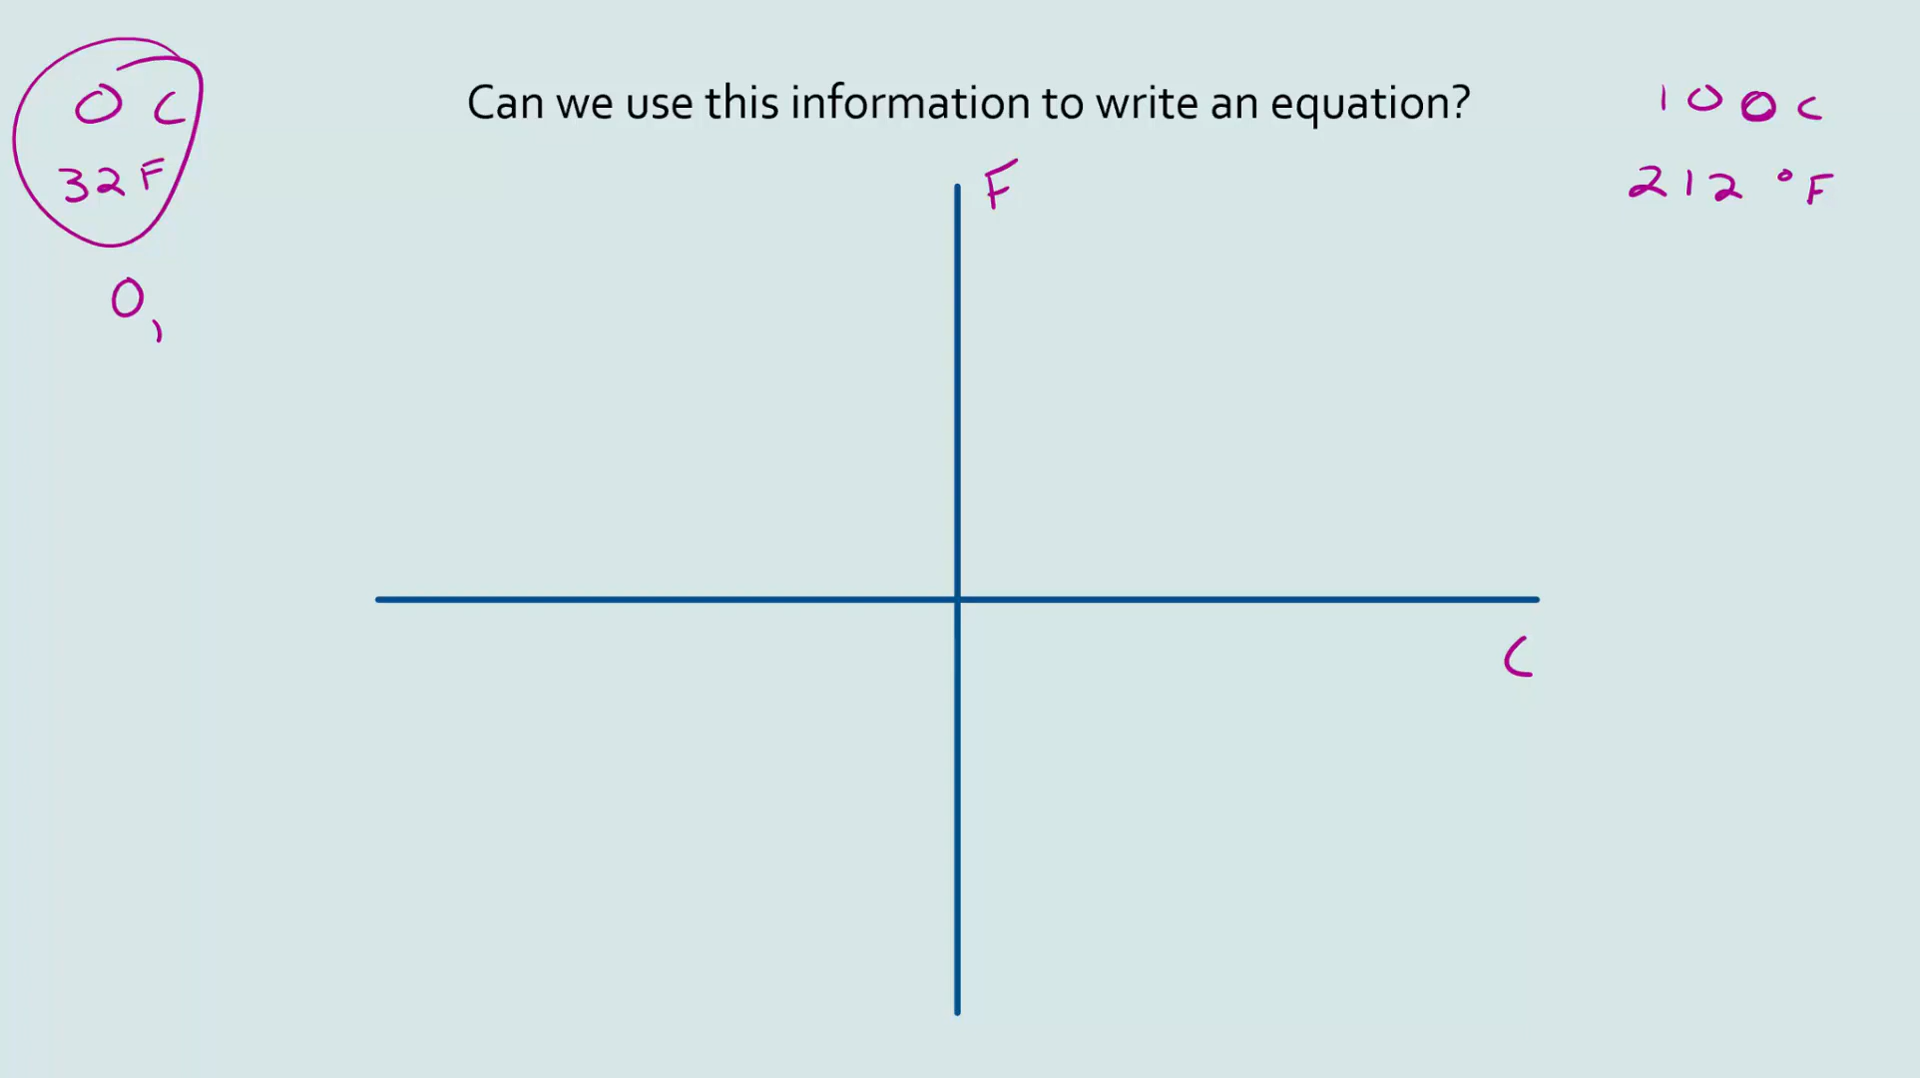 Can we use this information to write an equation?
0 C
32 F
0,
100 C
212 °F
F
C